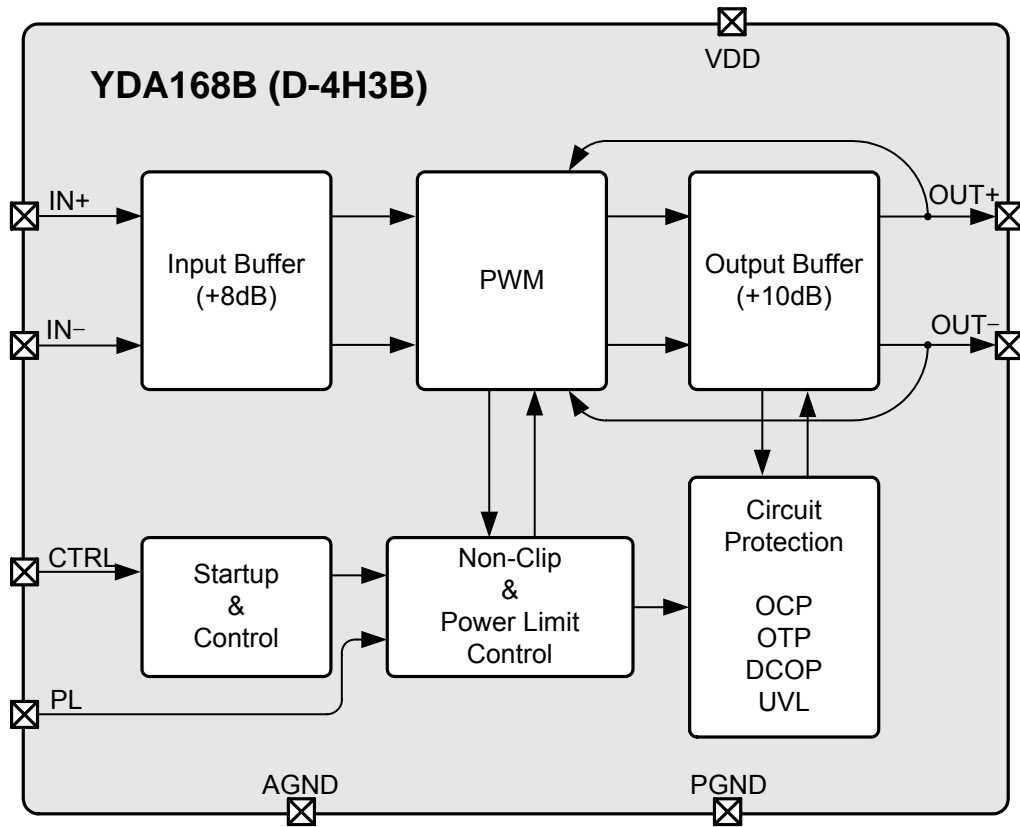 VDD
YDA168B (D-4H3B)
IN+
IN−
Input Buffer
(+8dB)
PWM
Output Buffer
(+10dB)
OUT+
OUT−
CTRL
PL
Startup
&
Control
Non-Clip
&
Power Limit
Control
Circuit
Protection
OCP
OTP
DCOP
UVL
AGND
PGND